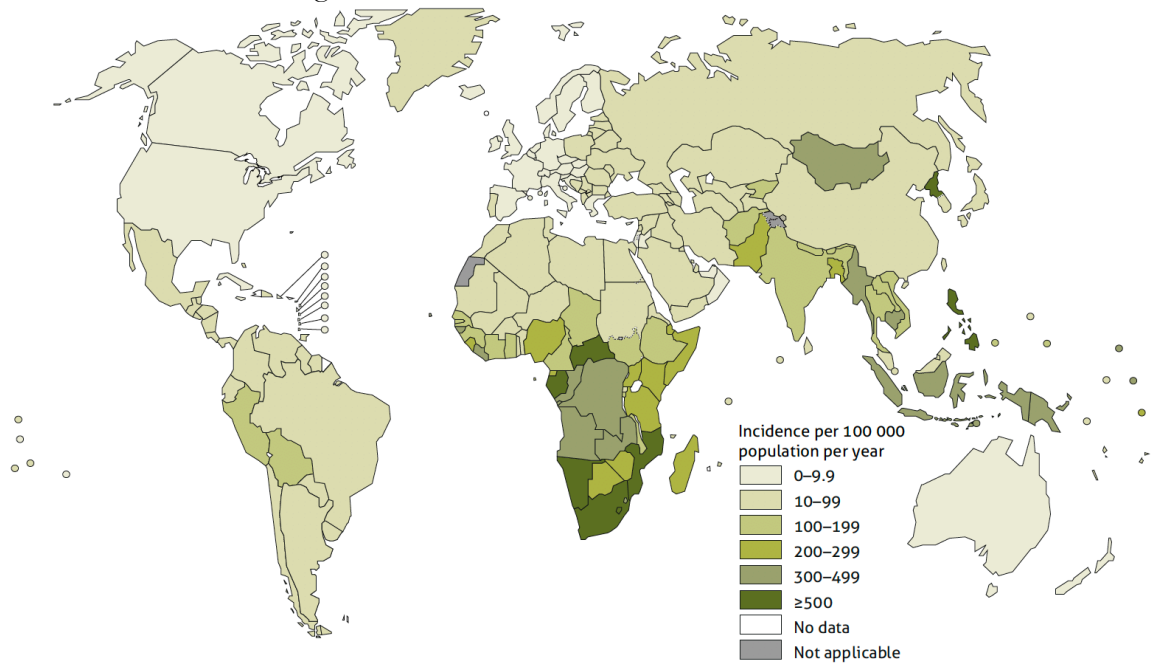 Incidence per 100 000
population per year
0–9.9
10–99
100–199
200–299
300–499
≥500
No data
Not applicable